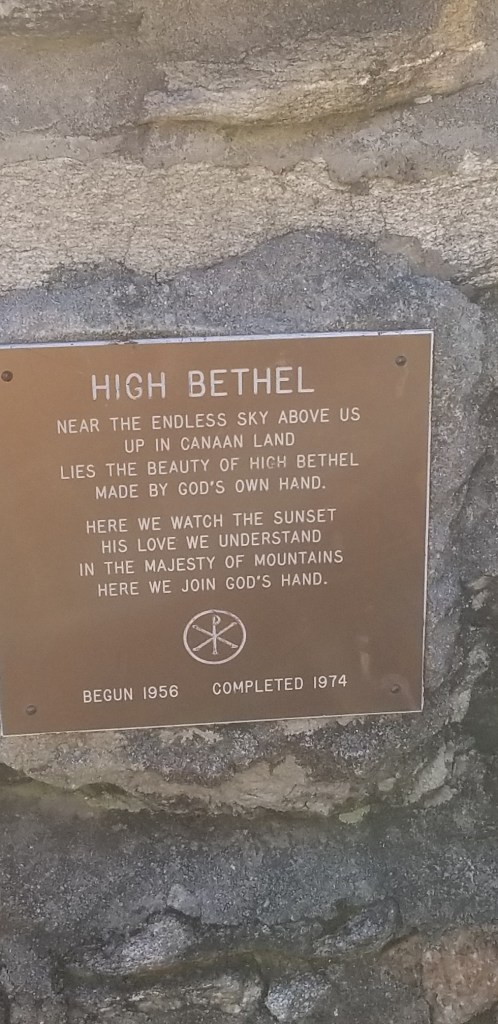 HIGH BETHEL
NEAR THE ENDLESS SKY ABOVE US
UP IN CANAAN LAND
LIES THE BEAUTY OF HIGH BETHEL
MADE BY GOD'S OWN HAND.
HERE WE WATCH THE SUNSET
HIS LOVE WE UNDERSTAND
IN THE MAJESTY OF MOUNTAINS
HERE WE JOIN GOD'S HAND.
BEGUN 1956 COMPLETED 1974